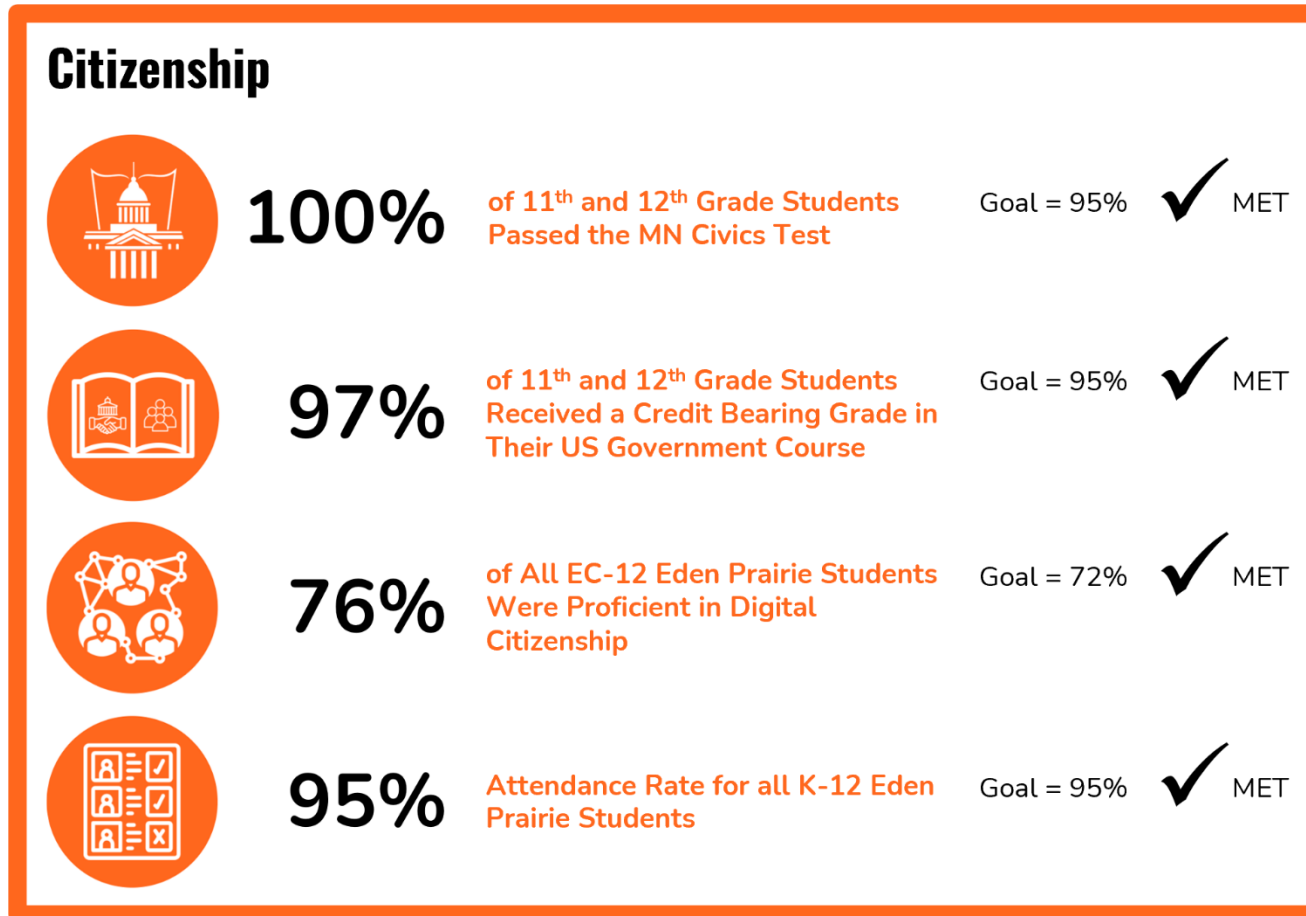 Citizenship
100%
of 11th and 12th Grade Students
Passed the MN Civics Test
Goal = 95%
MET
97%
of 11th and 12th Grade Students
Received a Credit Bearing Grade in
Their US Government Course
Goal = 95%
MET
76%
of All EC-12 Eden Prairie Students
Were Proficient in Digital
Citizenship
Goal = 72%
MET
95%
Attendance Rate for all K-12 Eden
Prairie Students
Goal = 95%
MET